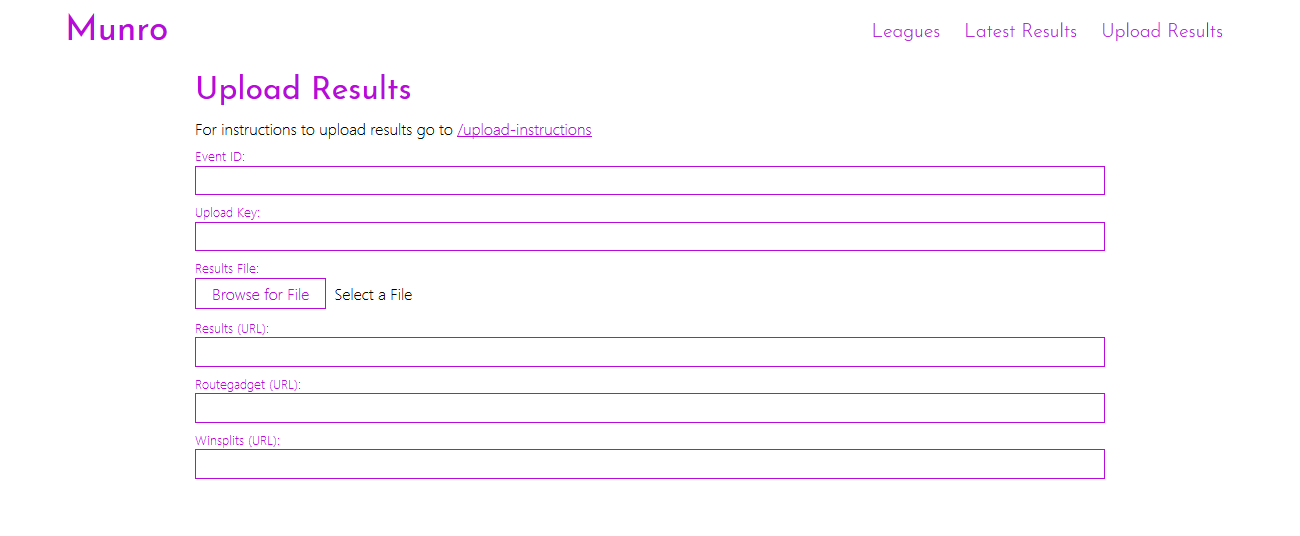 Munro
Leagues Latest Results Upload Results
Upload Results
For instructions to upload results go to /upload-instructions
Event ID:
Upload Key:
Results File:
Browse for File Select a File
Results (URL):
Routegadget (URL):
Winsplits (URL):